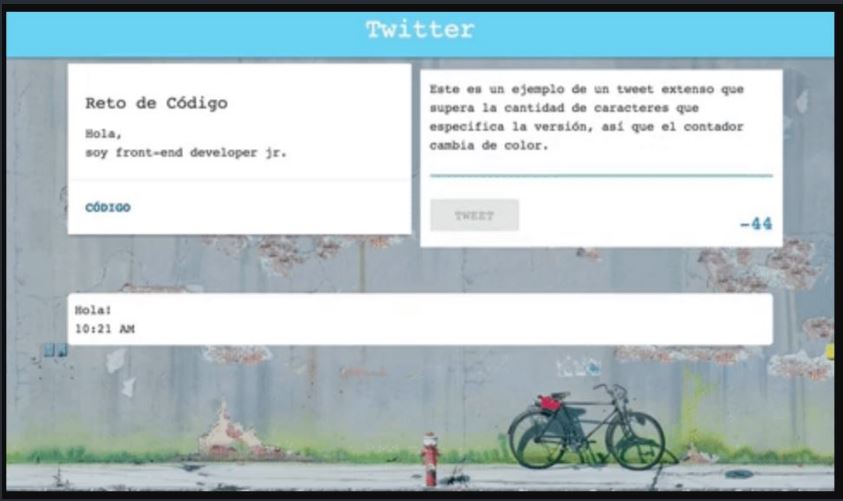 Twitter
Reto de Código
Hola,
soy front-end developer jr.
CÓDIGO
Este es un ejemplo de un tweet extenso que
supera la cantidad de caracteres que
especifica la versión, así que el contador
cambia de color.
TWEET
-44
Hola!
10:21 AM